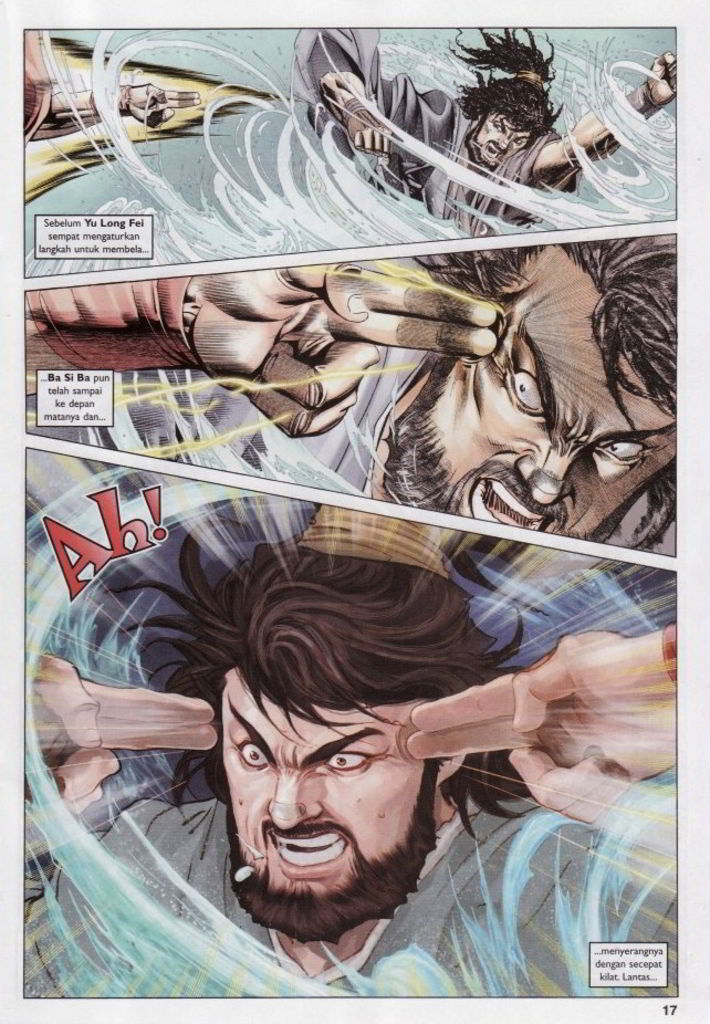 Sebelum Yu Long Fei
sempat mengaturkan
langkah untuk membela...
...Ba Si Ba pun
telah sampai
ke depan
matanya dan...
Ah!
...menyerangnya
dengan secepat
kilat. Lantas...
17